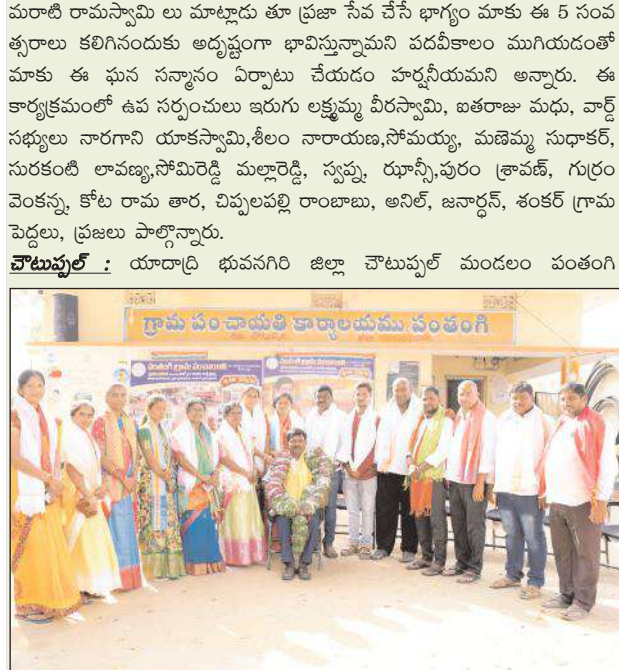 మరాటి రామస్వామి లు మాట్లాడు తూ ప్రజా సేవ చేసే భాగ్యం మాకు ఈ 5 సంవ
త్సరాలు కలిగినందుకు అదృష్టంగా భావిస్తున్నామని పదవీకాలం ముగియడంతో
మాకు ఈ ఘన సన్మానం ఏర్పాటు చేయడం హర్షనీయమని అన్నారు. ఈ
కార్యక్రమంలో ఉప సర్పంచులు ఇరుగు లక్ష్మమ్మ వీరస్వామి, ఐతరాజు మధు, వార్డ్
సభ్యులు నారగాని యాకస్వామి,శీలం నారాయణ,సోమయ్య, మణెమ్మ సుధాకర్,
సురకంటి లావణ్య,సోమిరెడ్డి మల్లారెడ్డి, స్వప్న, ఝాన్సీ,పురం శ్రావణ్, గుర్రం
వెంకన్న, కోట రామ తార, చిప్పలపల్లి రాంబాబు, అనిల్, జనార్ధన్, శంకర్ గ్రామ
పెద్దలు, ప్రజలు పాల్గొన్నారు.
చౌటుప్పల్ : యాదాద్రి భువనగిరి జిల్లా చౌటుప్పల్ మండలం పంతంగి
గ్రామ పంచాయతి కార్యాలయము పంతంగి
పంతంగి గ్రామ పంచాయితి